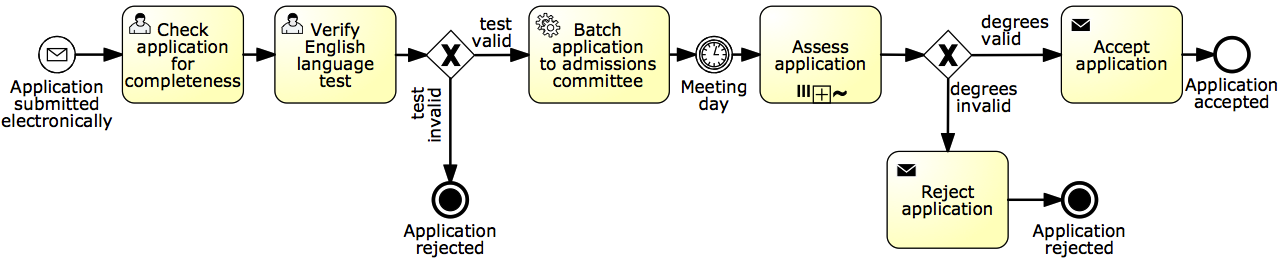 Check
application
for
completeness
Verify
English
language
test
test
valid
Batch
application
to admissions
committee
Assess
application
degrees
valid
Accept
application
Application
submitted
electronically
test
invalid
Meeting
day
degrees
invalid
Application
accepted
Reject
application
Application
rejected
Application
rejected